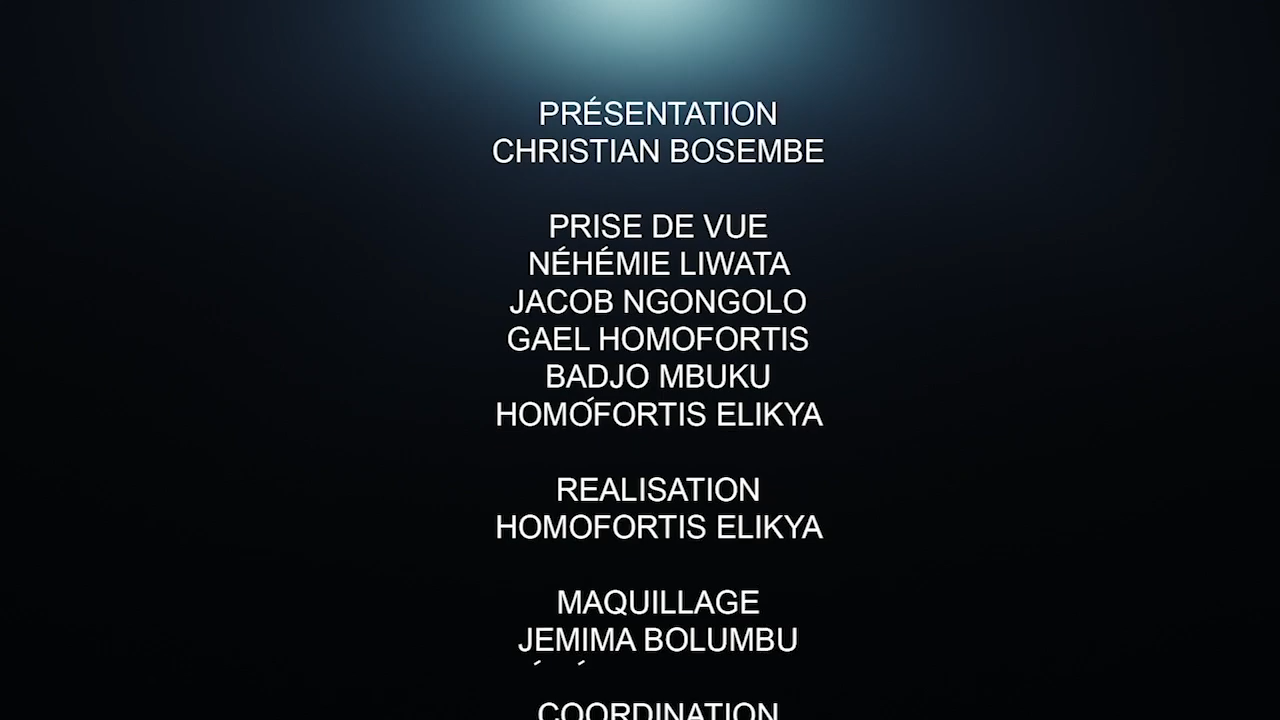 PRÉSENTATION
CHRISTIAN BOSEMBE
PRISE DE VUE
NÉHÉMIE LIWATA
JACOB NGONGOLO
GAEL HOMOFORTIS
BADJO MBUKU
HOMOFORTIS ELIKYA
REALISATION
HOMOFORTIS ELIKYA
MAQUILLAGE
JEMIMA BOLUMBU
COORDINATION